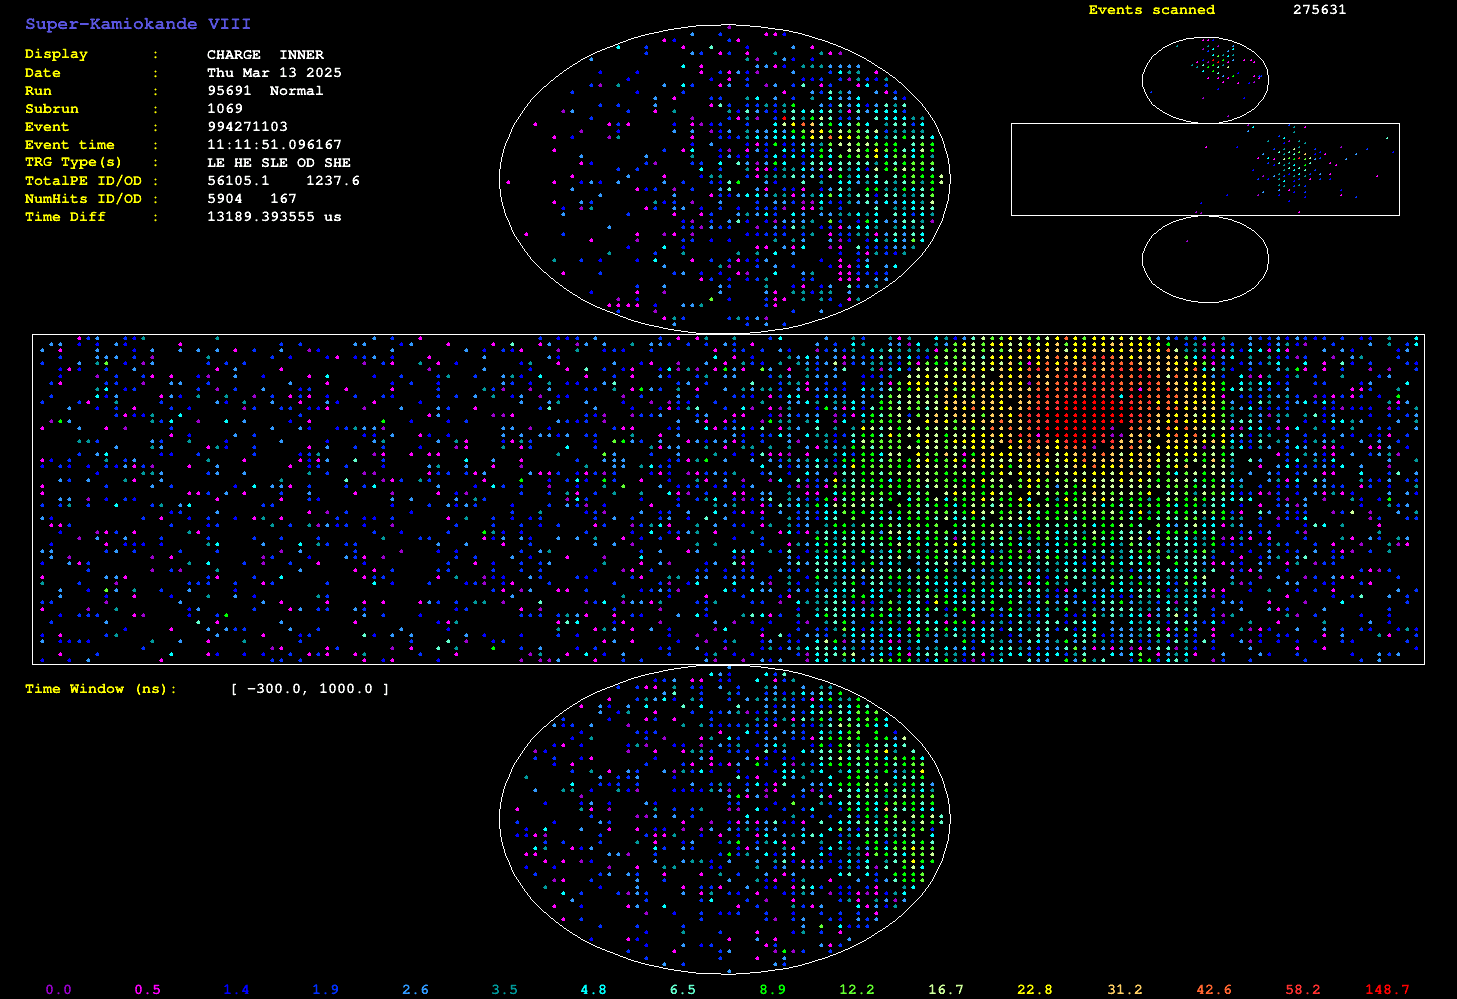 Super-Kamiokande VIII
Display : CHARGE INNER
Date : Thu Mar 13 2025
Run : 95691 Normal
Subrun : 1069
Event : 994271103
Event time : 11:11:51.096167
TRG Type(s) : LE HE SLE OD SHE
TotalPE ID/OD : 56105.1 1237.6
NumHits ID/OD : 5904 167
Time Diff : 13189.393555 us
Events scanned 275631
Time Window (ns): [ -300.0, 1000.0 ]
0.0 0.5 1.4 1.9 2.6 3.5 4.8 6.5 8.9 12.2 16.7 22.8 31.2 42.6 58.2 148.7